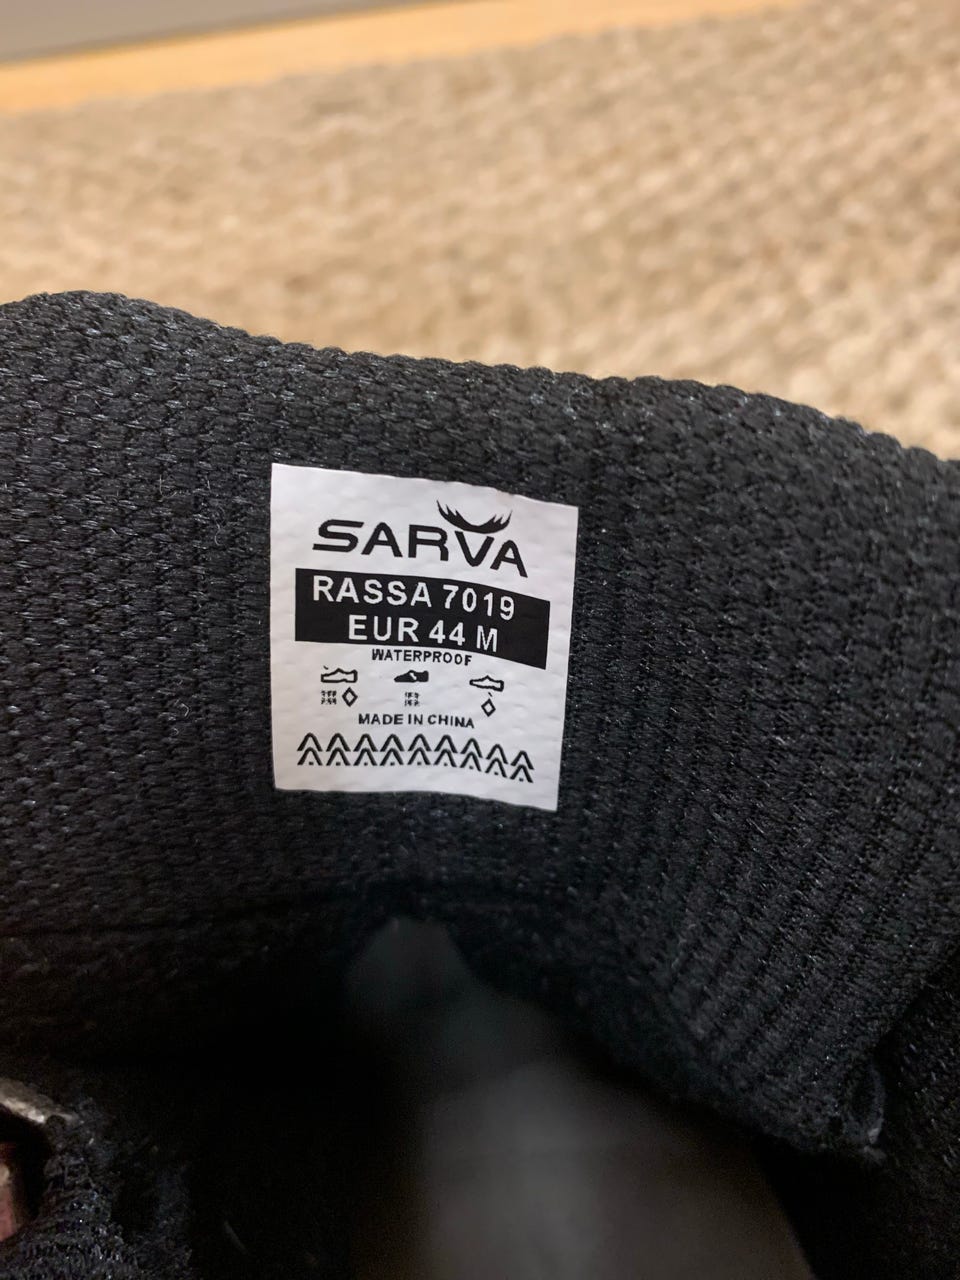 SARVA
RASSA 7019
EUR 44 M
WATERPROOF
MADE IN CHINA